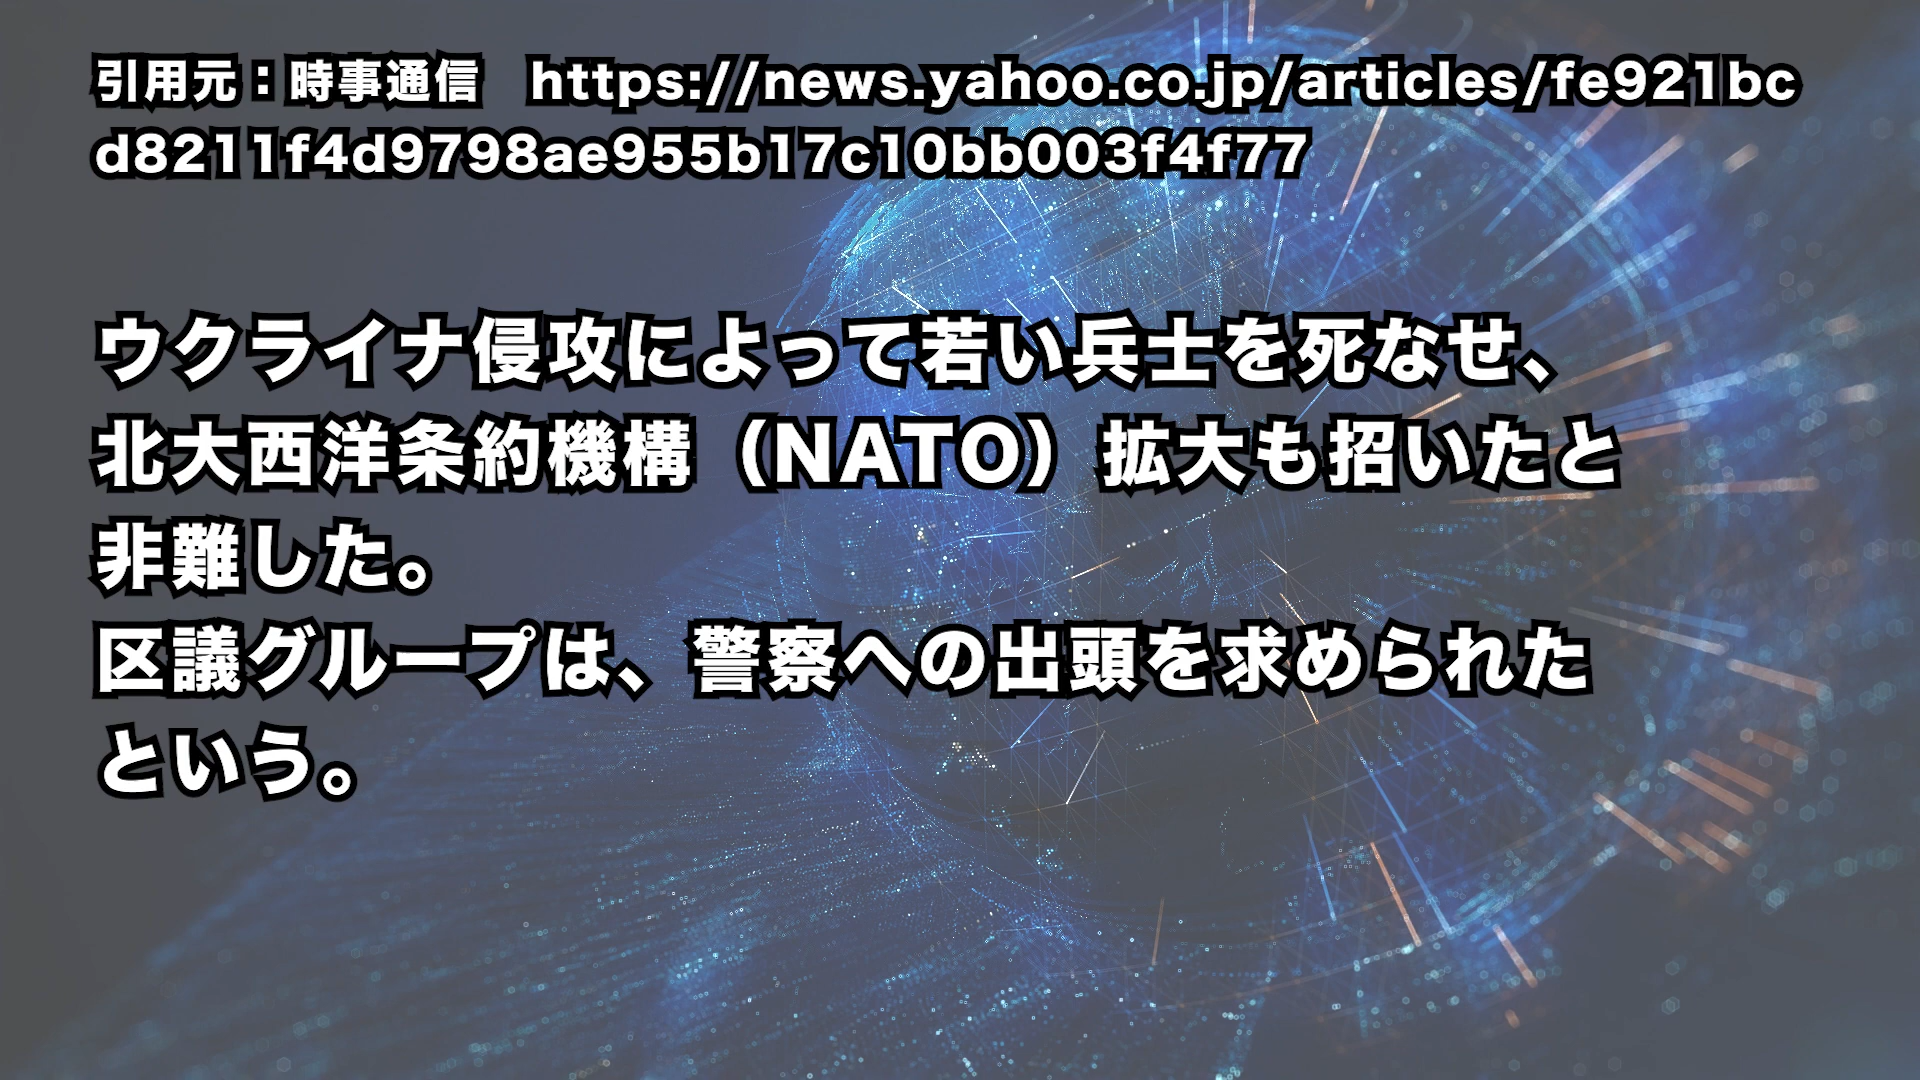 引用元：時事通信　https://news.yahoo.co.jp/articles/fe921bc
d8211f4d9798ae955b17c10bb003f4f77
ウクライナ侵攻によって若い兵士を死なせ、
北大西洋条約機構（NATO）拡大も招いたと
非難した。
区議グループは、警察への出頭を求められた
という。